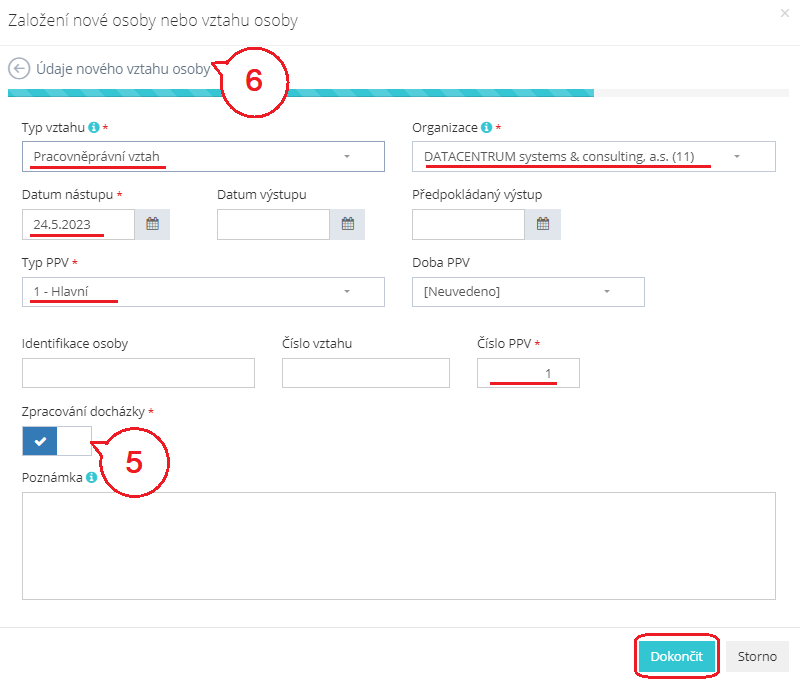 Založení nové osoby nebo vztahu osoby
×
Údaje nového vztahu osoby
6
Typ vztahu * Organizace *
Pracovněprávní vztah DATACENTRUM systems & consulting, a.s. (11)
Datum nástupu * Datum výstupu Předpokládaný výstup
24.5.2023
Typ PPV * Doba PPV
1 - Hlavní [Neuvedeno]
Identifikace osoby Číslo vztahu Číslo PPV *
1
Zpracování docházky *
5
Poznámka
Dokončit Storno